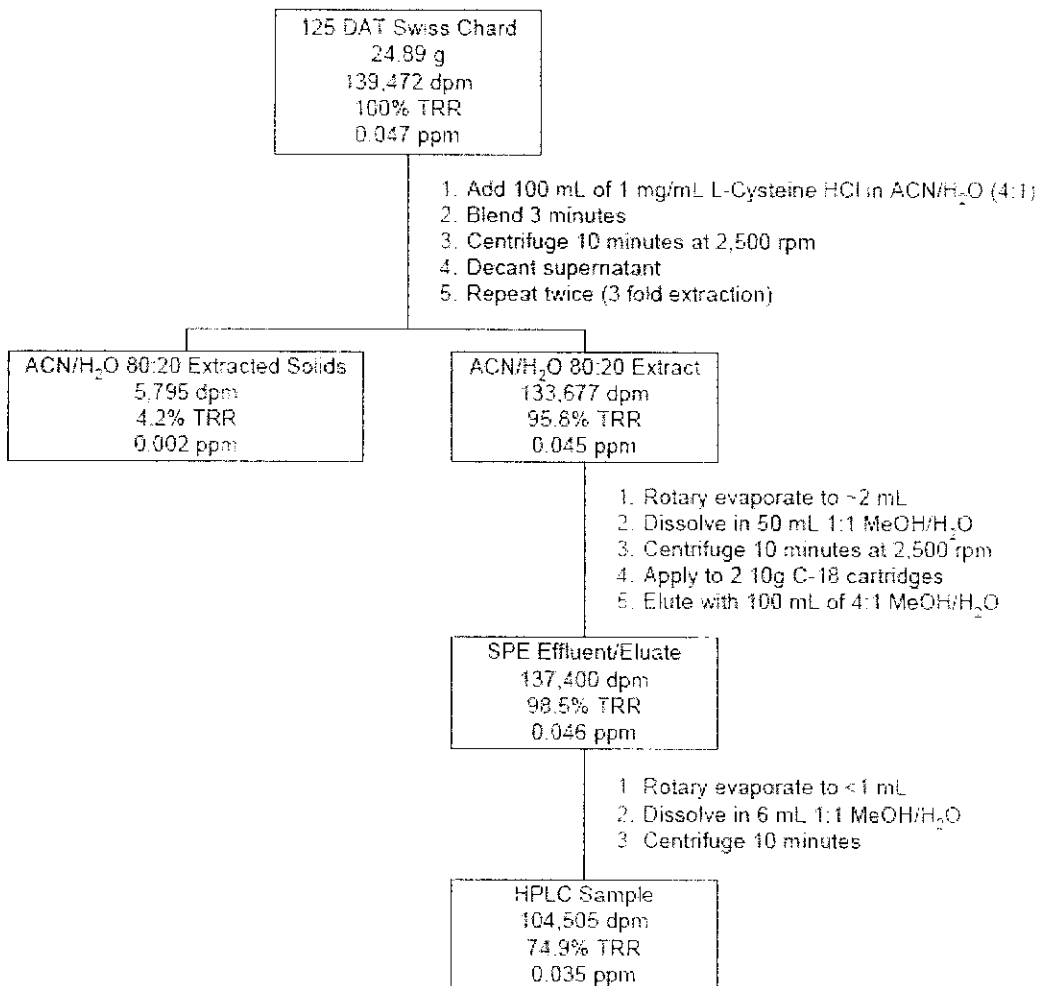 125 DAT Swiss Chard
24.89 g
139,472 dpm
100% TRR
0.047 ppm
1. Add 100 mL of 1 mg/mL L-Cysteine HCl in ACN/H₂O (4:1)
2. Blend 3 minutes
3. Centrifuge 10 minutes at 2,500 rpm
4. Decant supernatant
5. Repeat twice (3 fold extraction)
ACN/H₂O 80:20 Extracted Solids
5,795 dpm
4.2% TRR
0.002 ppm
ACN/H₂O 80:20 Extract
133,677 dpm
95.8% TRR
0.045 ppm
1. Rotary evaporate to ~2 mL
2. Dissolve in 50 mL 1:1 MeOH/H₂O
3. Centrifuge 10 minutes at 2,500 rpm
4. Apply to 2 10g C-18 cartridges
5. Elute with 100 mL of 4:1 MeOH/H₂O
SPE Effluent/Eluate
137,400 dpm
98.5% TRR
0.046 ppm
1 Rotary evaporate to <1 mL
2. Dissolve in 6 mL 1:1 MeOH/H₂O
3 Centrifuge 10 minutes
HPLC Sample
104,505 dpm
74.9% TRR
0.035 ppm